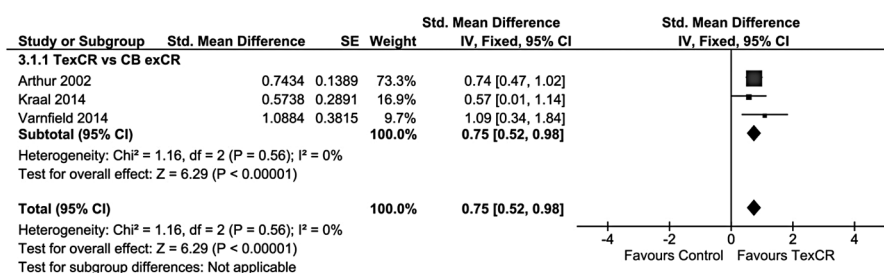 Std. Mean Difference Std. Mean Difference
Study or Subgroup Std. Mean Difference SE Weight IV, Fixed, 95% CI IV, Fixed, 95% CI
3.1.1 TexCR vs CB exCR
Arthur 2002 0.7434 0.1389 73.3% 0.74 [0.47, 1.02]
Kraal 2014 0.5738 0.2891 16.9% 0.57 [0.01, 1.14]
Varnfield 2014 1.0884 0.3815 9.7% 1.09 [0.34, 1.84]
Subtotal (95% CI) 100.0% 0.75 [0.52, 0.98]
Heterogeneity: Chi² = 1.16, df = 2 (P = 0.56); I² = 0%
Test for overall effect: Z = 6.29 (P < 0.00001)
Total (95% CI) 100.0% 0.75 [0.52, 0.98]
Heterogeneity: Chi² = 1.16, df = 2 (P = 0.56); I² = 0%
Test for overall effect: Z = 6.29 (P < 0.00001)
Test for subgroup differences: Not applicable
-4 -2 0 2 4
Favours Control Favours TexCR